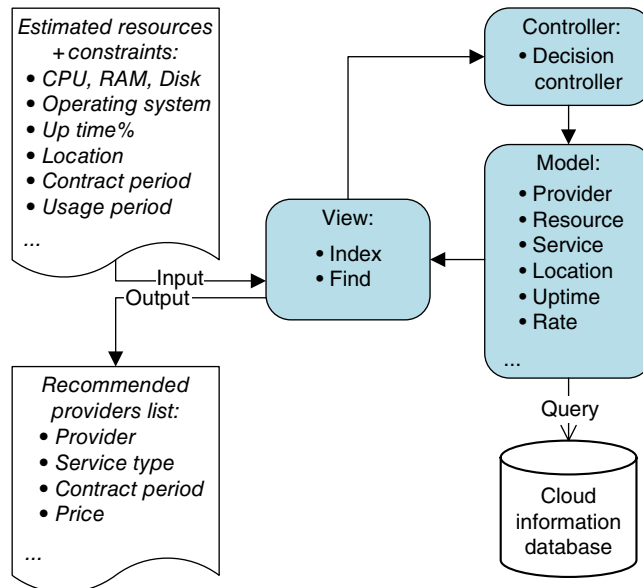 Estimated resources
+ constraints:
• CPU, RAM, Disk
• Operating system
• Up time%
• Location
• Contract period
• Usage period
...
Controller:
• Decision
controller
Model:
• Provider
• Resource
• Service
• Location
• Uptime
• Rate
...
View:
• Index
• Find
Input
Output
Recommended
providers list:
• Provider
• Service type
• Contract period
• Price
...
Query
Cloud
information
database